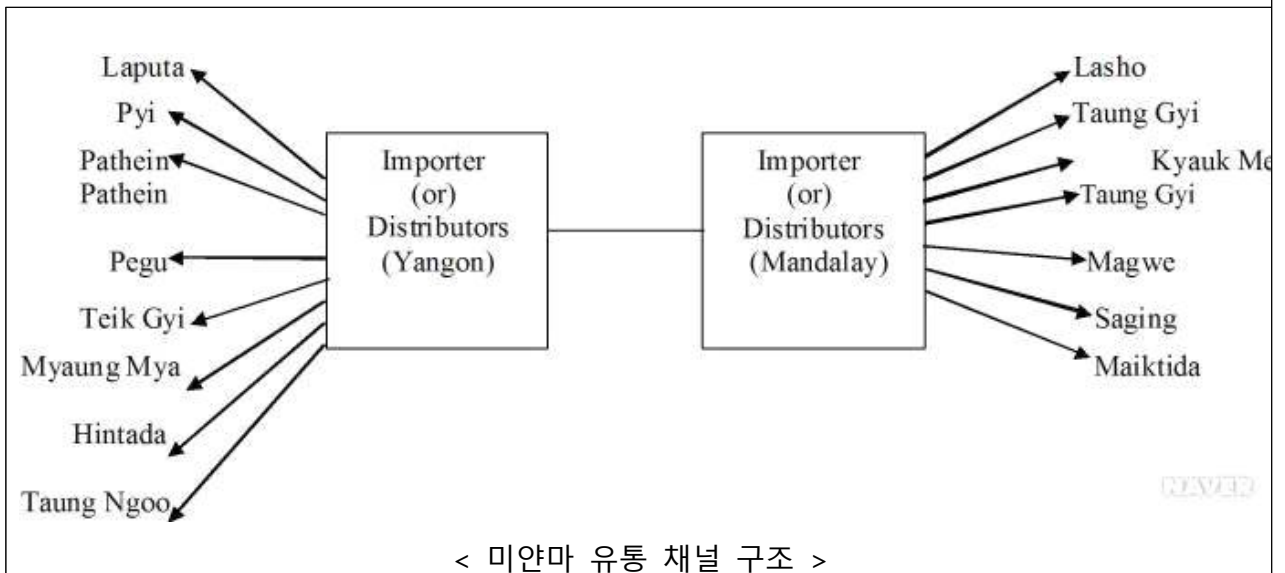 Laputa
Pyi
Pathein
Pathein
Pegu
Teik Gyi
Myaung Mya
Hintada
Taung Ngoo
Importer
(or)
Distributors
(Yangon)
Importer
(or)
Distributors
(Mandalay)
Lasho
Taung Gyi
Kyauk Me
Taung Gyi
Magwe
Saging
Maiktida
NAVER
< 미얀마 유통 채널 구조 >